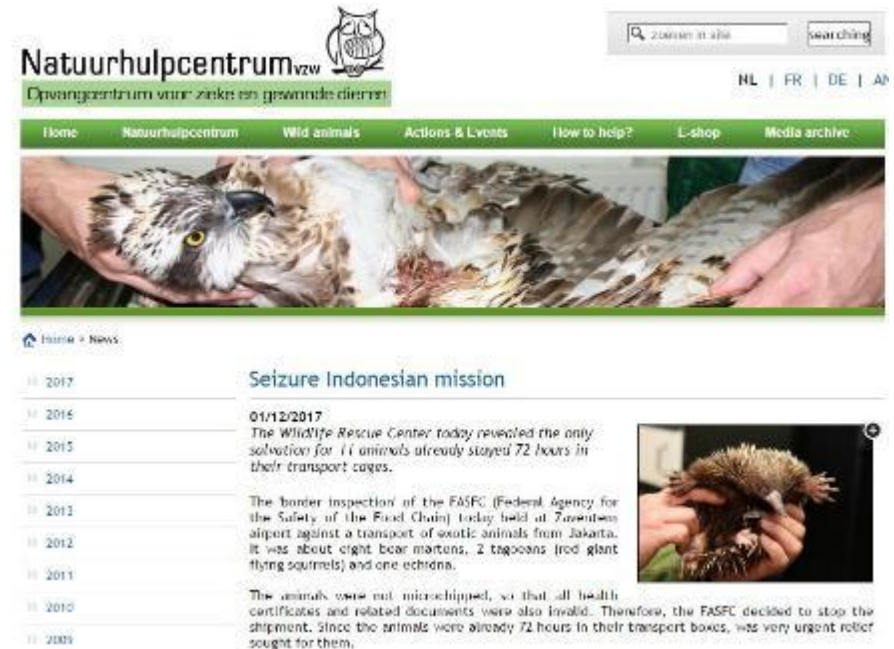 Natuurhulpcentrum vzw
Opvangcentrum voor zieke en gewonde dieren
zoeken in site
searching
NL | FR | DE | AN
Home Natuurhulpcentrum Wild animals Actions & Events How to help? E-shop Media archive
Home > News
2017
2016
2015
2014
2013
2012
2011
2010
2009
Seizure Indonesian mission
01/12/2017
The Wildlife Rescue Center today revealed the only
salvation for 11 animals already stayed 72 hours in
their transport cages.
The 'border inspection' of the FASFC (Federal Agency for
the Safety of the Food Chain) today held at Zaventem
airport against a transport of exotic animals from Jakarta.
It was about eight bear martens, 2 tagoeans (red giant
flying squirrels) and one echidna.
The animals were not microchipped, so that all health
certificates and related documents were also invalid. Therefore, the FASFC decided to stop the
shipment. Since the animals were already 72 hours in their transport boxes, was very urgent relief
sought for them.